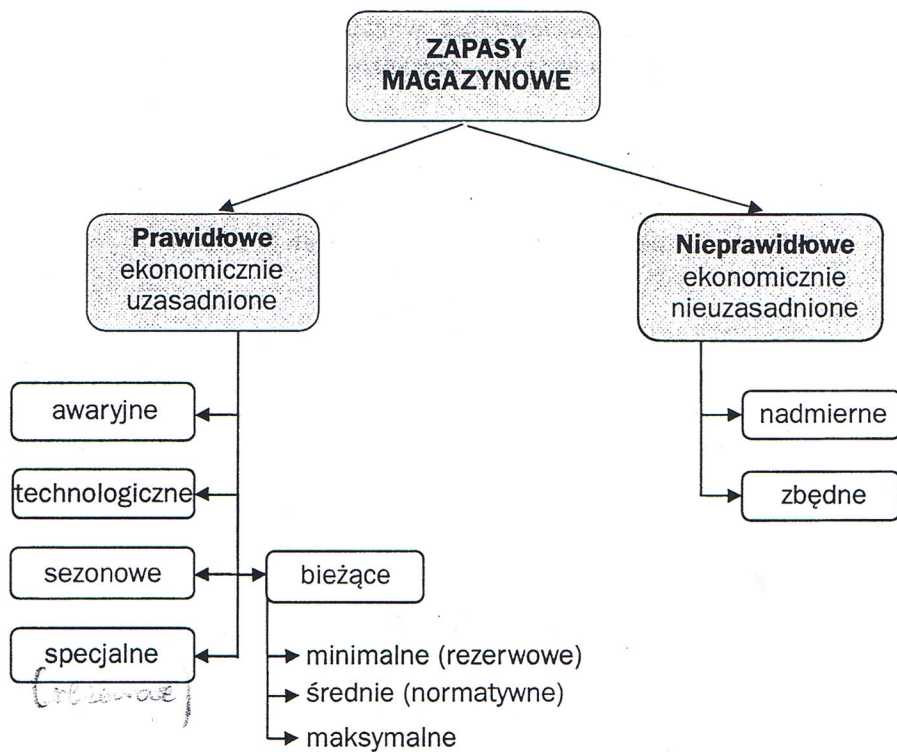 ZAPASY
MAGAZYNOWE
Prawidłowe
ekonomicznie
uzasadnione
Nieprawidłowe
ekonomicznie
nieuzasadnione
awaryjne
technologiczne
sezonowe
specjalne
bieżące
minimalne (rezerwowe)
średnie (normatywne)
maksymalne
nadmierne
zbędne